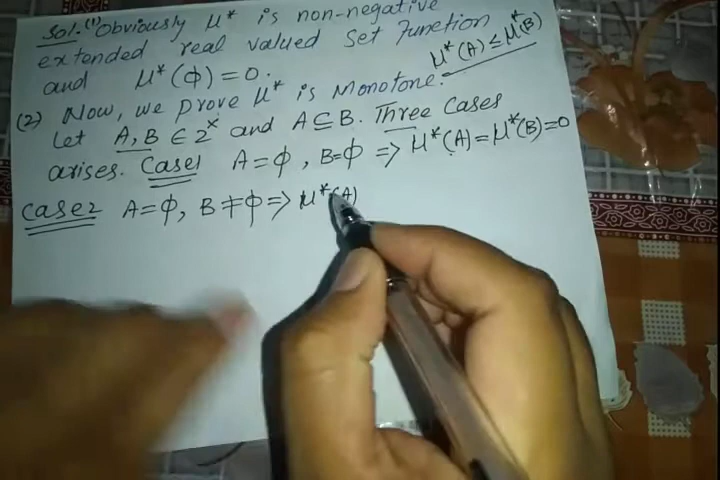 Sol. (1) Obviously μ* is non-negative
extended real valued set function
and μ*(ϕ) = 0.
μ*(A) ≤ μ*(B)
(2) Now, we prove μ* is Monotone.
Let A, B ∈ 2^X and A ⊆ B. Three Cases
arises. Case1 A = ϕ, B = ϕ => μ*(A) = μ*(B) = 0
Case2 A = ϕ, B ≠ ϕ => μ*(A)